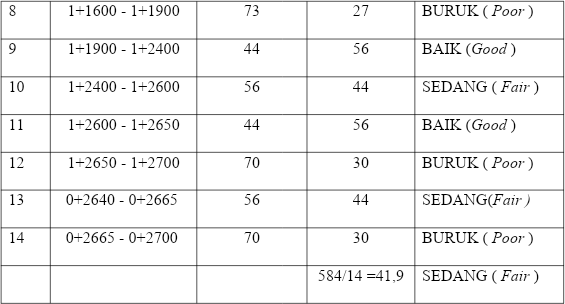 8 1+1600 - 1+1900 73 27 BURUK ( Poor )
9 1+1900 - 1+2400 44 56 BAIK (Good )
10 1+2400 - 1+2600 56 44 SEDANG ( Fair )
11 1+2600 - 1+2650 44 56 BAIK (Good )
12 1+2650 - 1+2700 70 30 BURUK ( Poor )
13 0+2640 - 0+2665 56 44 SEDANG(Fair )
14 0+2665 - 0+2700 70 30 BURUK ( Poor )
584/14 =41,9 SEDANG ( Fair )